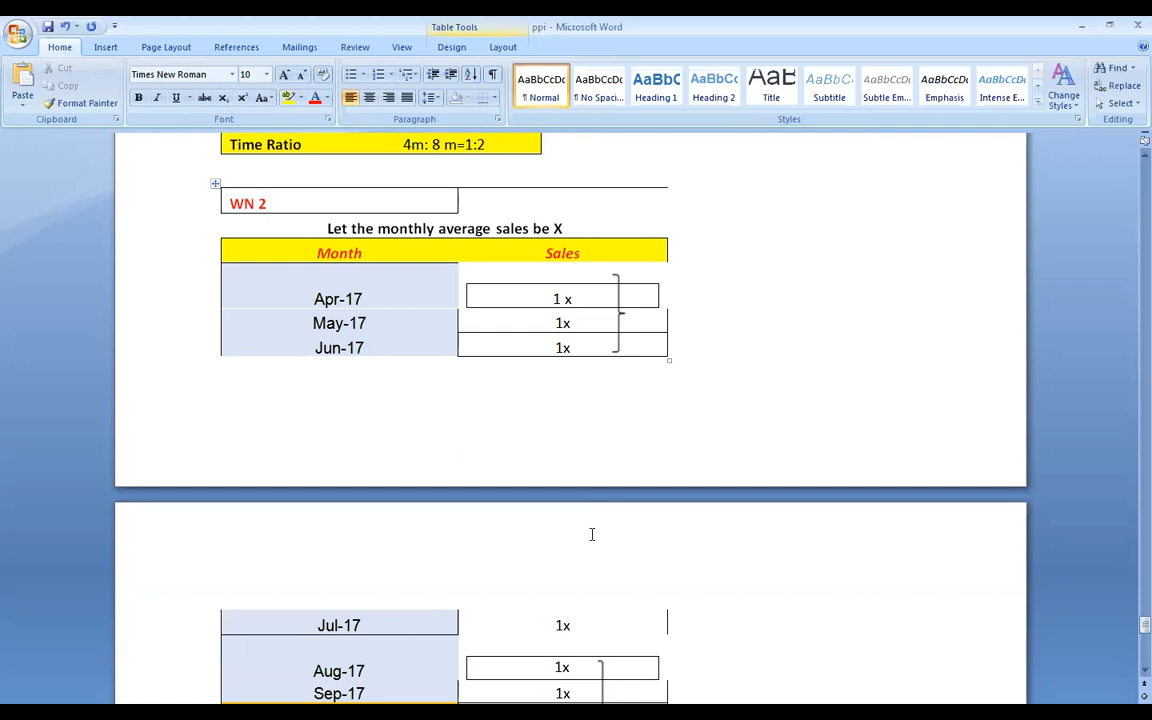 Table Tools
ppi - Microsoft Word
Home Insert Page Layout References Mailings Review View Design Layout
Paste
Cut
Copy
Format Painter
Clipboard
Times New Roman 10
Font
Paragraph
AaBbCcDc AaBbCcDc AaBbC AaBbCc AaB AaBbCc. AaBbCcDc AaBbCcDc AaBbCcDc
¶ Normal ¶ No Spaci... Heading 1 Heading 2 Title Subtitle Subtle Em... Emphasis Intense E...
Change Styles
Styles
Find
Replace
Select
Editing
Time Ratio 4m: 8 m=1:2
WN 2
Let the monthly average sales be X
Month Sales
Apr-17 1 x
May-17 1x
Jun-17 1x
Jul-17 1x
Aug-17 1x
Sep-17 1x